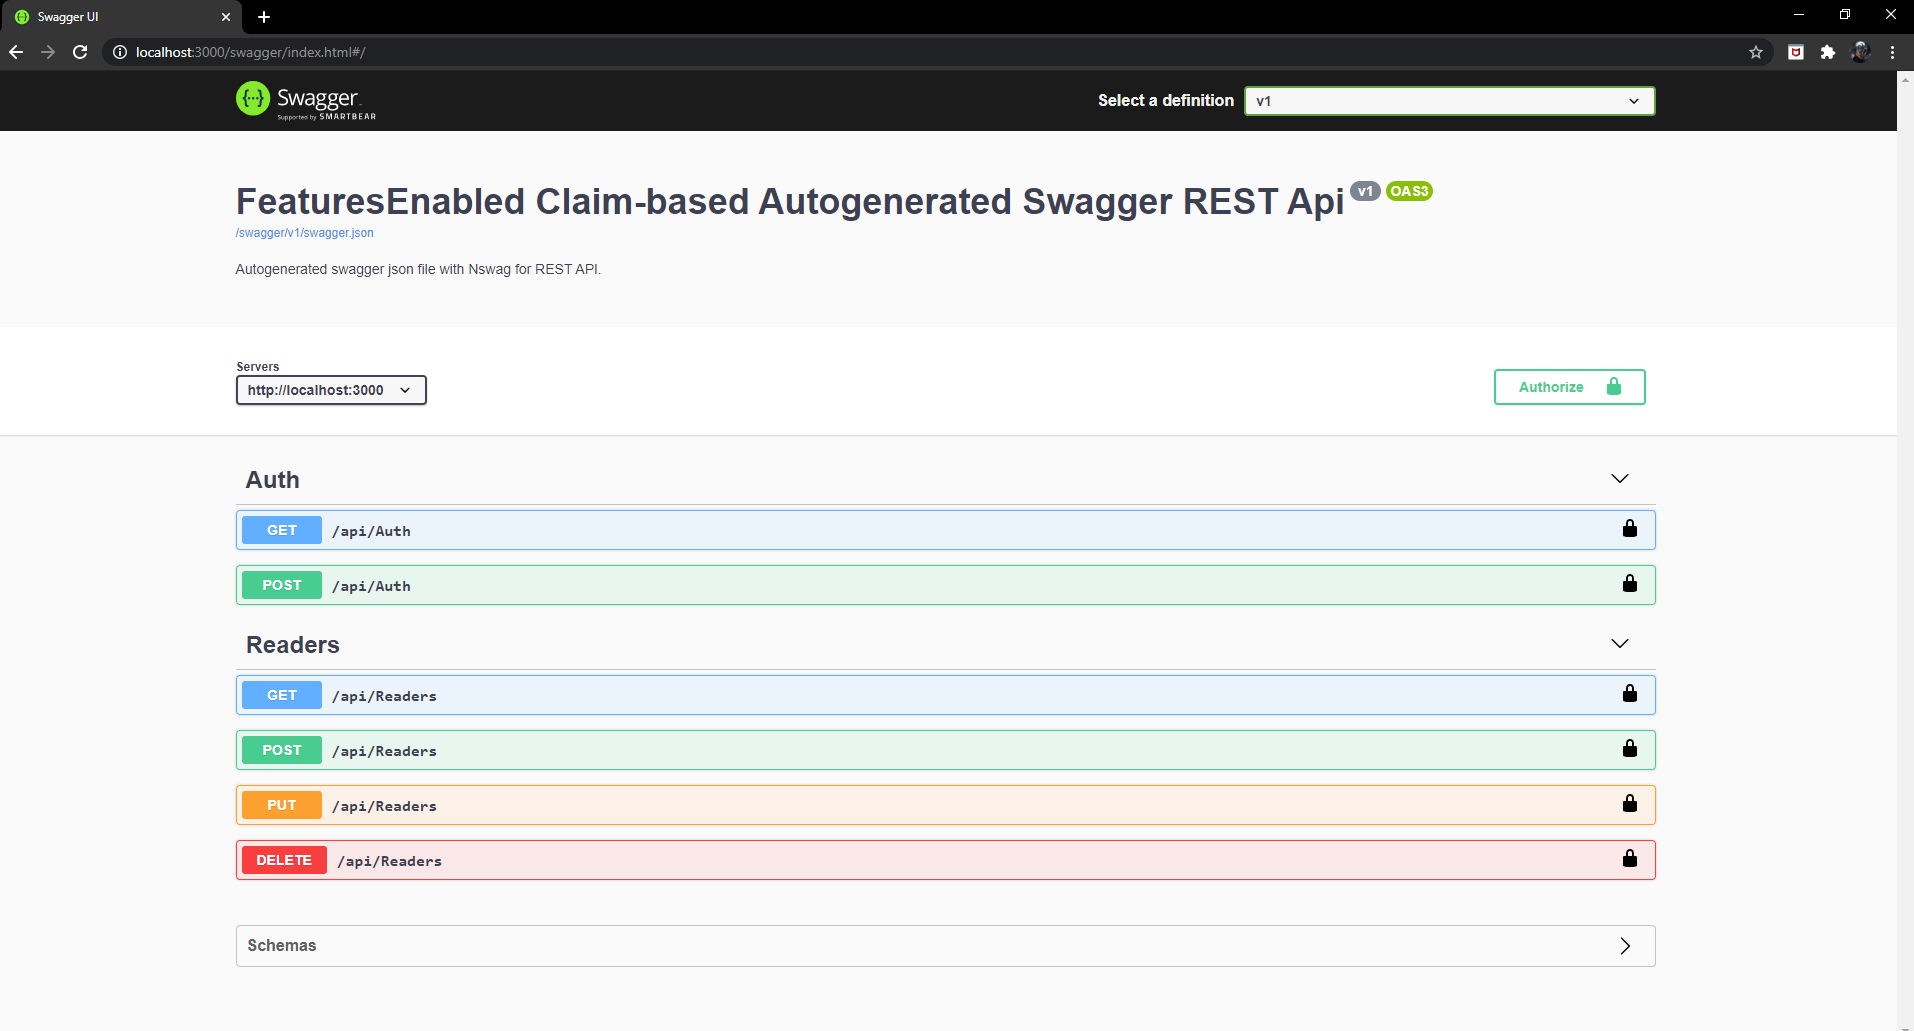 Swagger UI
localhost:3000/swagger/index.html#/
Swagger
Supported by SMARTBEAR
Select a definition
v1
FeaturesEnabled Claim-based Autogenerated Swagger REST Api v1 OAS3
/swagger/v1/swagger.json
Autogenerated swagger json file with Nswag for REST API.
Servers
http://localhost:3000
Authorize
Auth
GET /api/Auth
POST /api/Auth
Readers
GET /api/Readers
POST /api/Readers
PUT /api/Readers
DELETE /api/Readers
Schemas